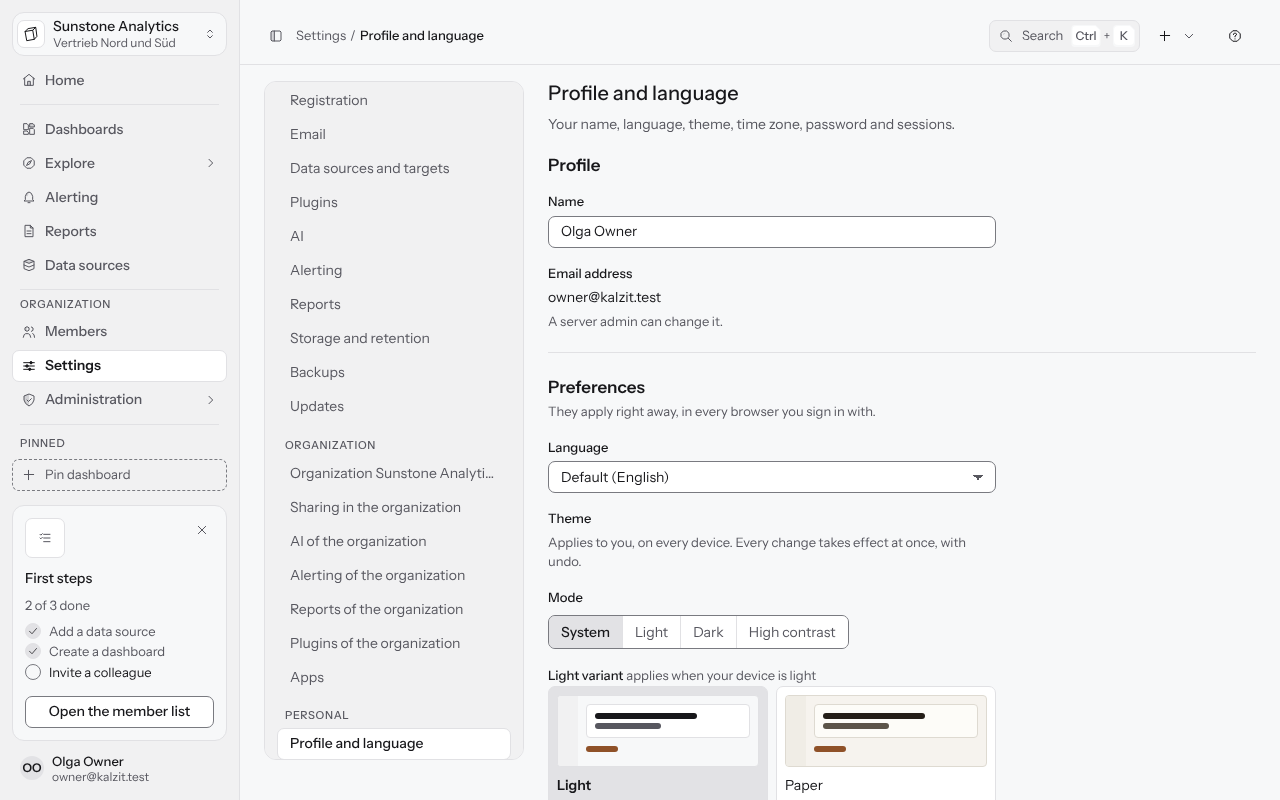 Sunstone Analytics
Vertrieb Nord und Süd
Home
Dashboards
Explore
Alerting
Reports
Data sources
ORGANIZATION
Members
Settings
Administration
PINNED
Pin dashboard
First steps
2 of 3 done
Add a data source
Create a dashboard
Invite a colleague
Open the member list
OO
Olga Owner
owner@kalzit.test
Settings / Profile and language
Search Ctrl + K
Registration
Email
Data sources and targets
Plugins
AI
Alerting
Reports
Storage and retention
Backups
Updates
ORGANIZATION
Organization Sunstone Analyti...
Sharing in the organization
AI of the organization
Alerting of the organization
Reports of the organization
Plugins of the organization
Apps
PERSONAL
Profile and language
Profile and language
Your name, language, theme, time zone, password and sessions.
Profile
Name
Olga Owner
Email address
owner@kalzit.test
A server admin can change it.
Preferences
They apply right away, in every browser you sign in with.
Language
Default (English)
Theme
Applies to you, on every device. Every change takes effect at once, with
undo.
Mode
System Light Dark High contrast
Light variant applies when your device is light
Light
Paper